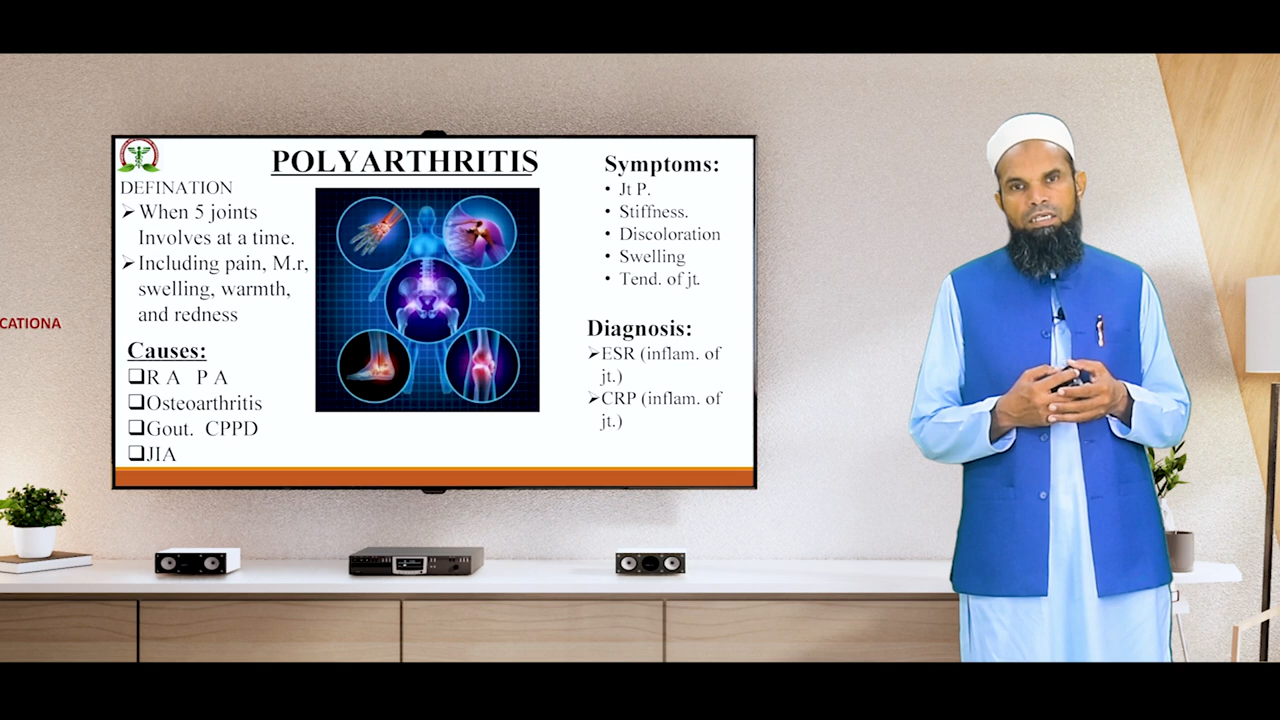 POLYARTHRITIS
DEFINATION
➢When 5 joints
Involves at a time.
➢Including pain, M.r,
swelling, warmth,
and redness
Causes:
❑R A P A
❑Osteoarthritis
❑Gout. CPPD
❑JIA
Symptoms:
• Jt P.
• Stiffness.
• Discoloration
• Swelling
• Tend. of jt.
Diagnosis:
➢ESR (inflam. of
jt.)
➢CRP (inflam. of
jt.)
CATIONA